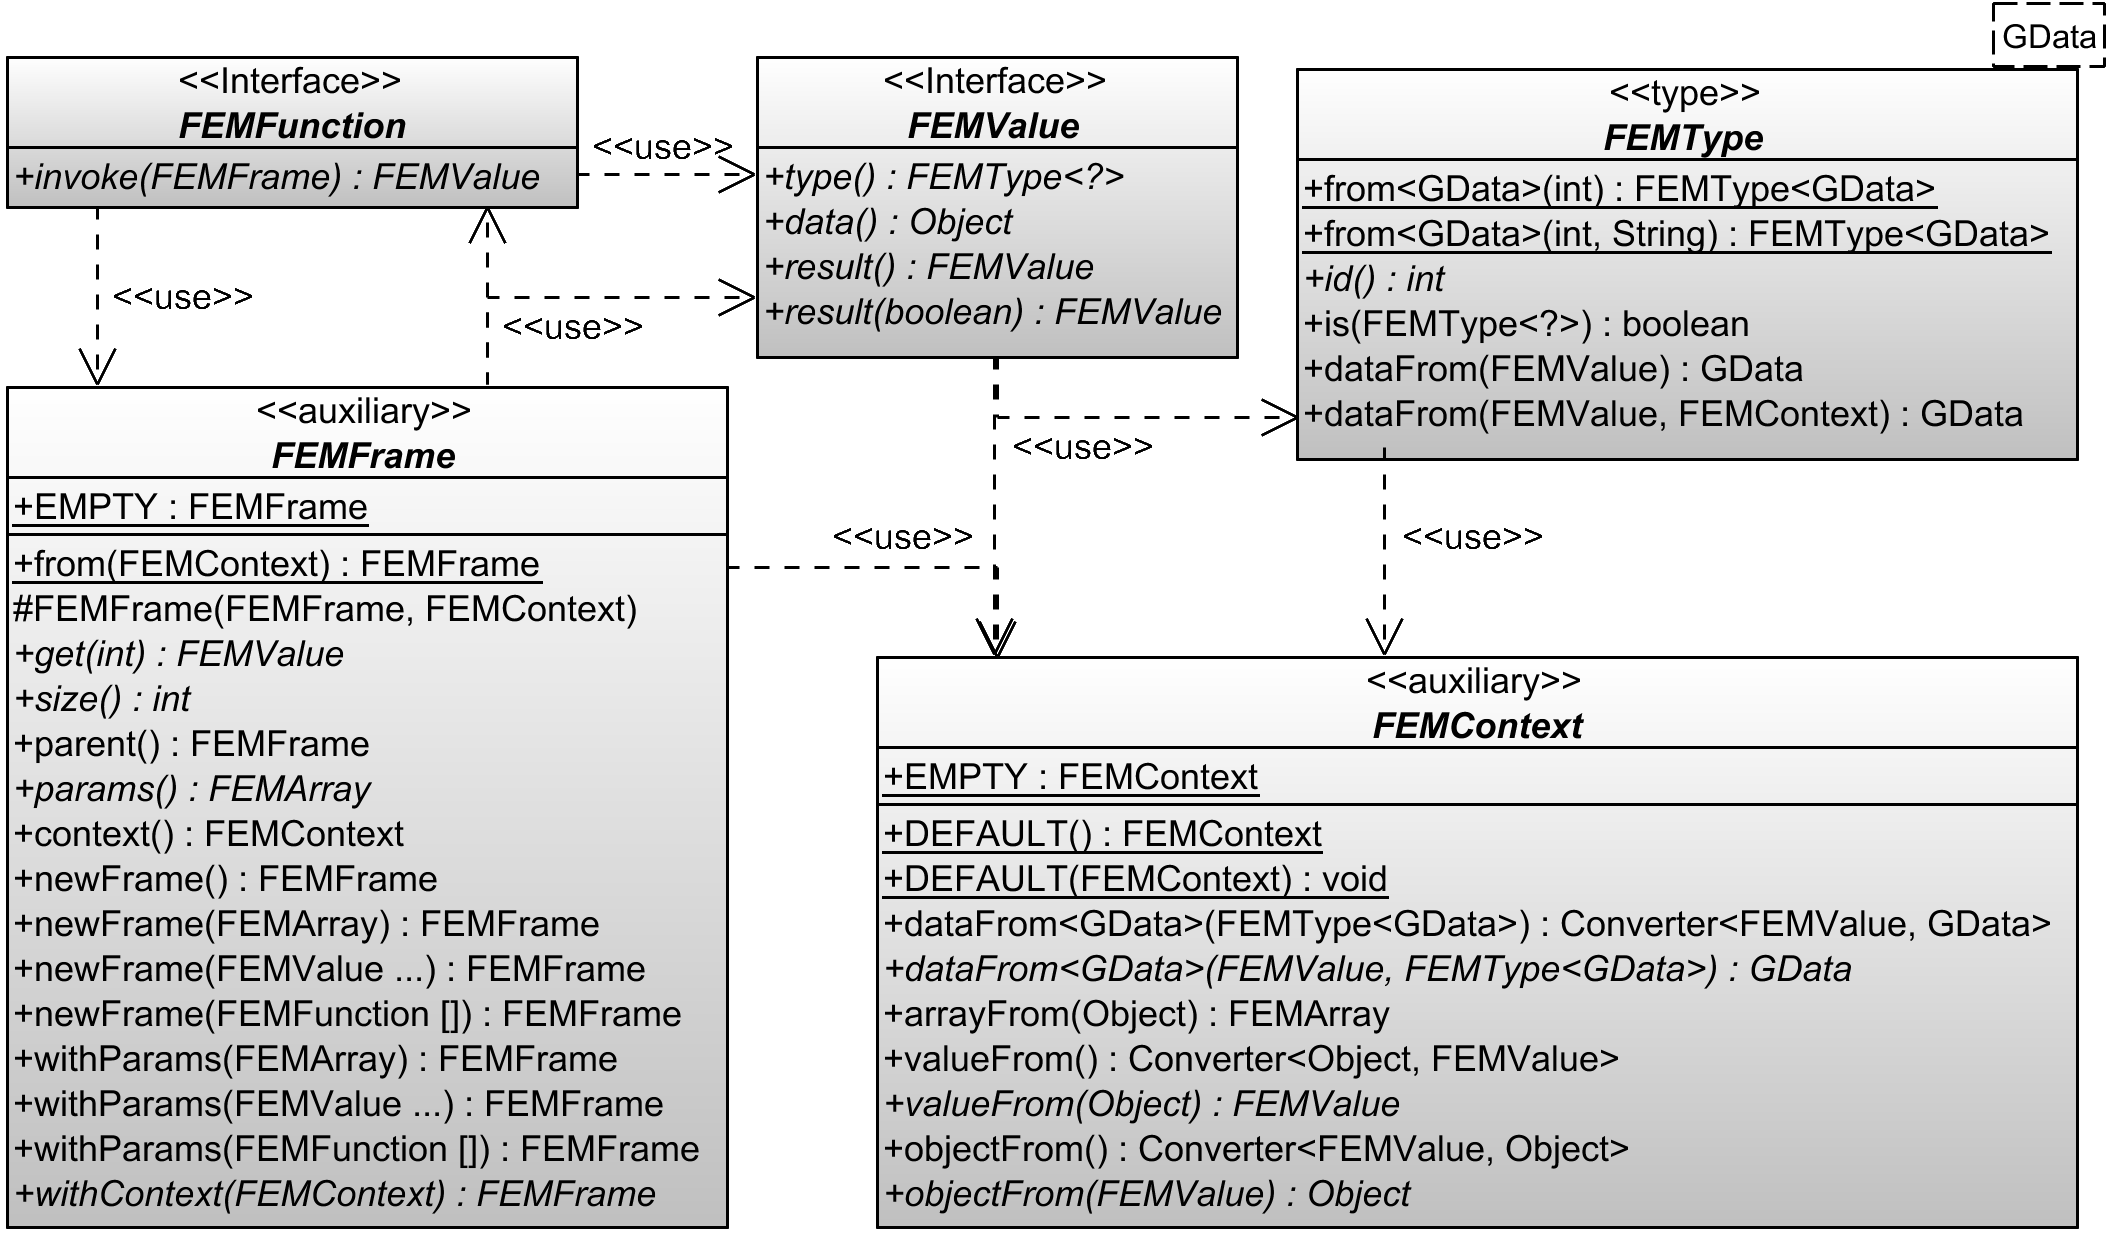 GData
<<Interface>>
FEMFunction
+invoke(FEMFrame) : FEMValue
<<use>>
<<Interface>>
FEMValue
+type() : FEMType<?>
+data() : Object
+result() : FEMValue
+result(boolean) : FEMValue
<<type>>
FEMType
+from<GData>(int) : FEMType<GData>
+from<GData>(int, String) : FEMType<GData>
+id() : int
+is(FEMType<?>) : boolean
+dataFrom(FEMValue) : GData
+dataFrom(FEMValue, FEMContext) : GData
<<use>>
<<use>>
<<use>>
<<use>>
<<use>>
<<auxiliary>>
FEMFrame
+EMPTY : FEMFrame
+from(FEMContext) : FEMFrame
#FEMFrame(FEMFrame, FEMContext)
+get(int) : FEMValue
+size() : int
+parent() : FEMFrame
+params() : FEMArray
+context() : FEMContext
+newFrame() : FEMFrame
+newFrame(FEMArray) : FEMFrame
+newFrame(FEMValue ...) : FEMFrame
+newFrame(FEMFunction []) : FEMFrame
+withParams(FEMArray) : FEMFrame
+withParams(FEMValue ...) : FEMFrame
+withParams(FEMFunction []) : FEMFrame
+withContext(FEMContext) : FEMFrame
<<auxiliary>>
FEMContext
+EMPTY : FEMContext
+DEFAULT() : FEMContext
+DEFAULT(FEMContext) : void
+dataFrom<GData>(FEMType<GData>) : Converter<FEMValue, GData>
+dataFrom<GData>(FEMValue, FEMType<GData>) : GData
+arrayFrom(Object) : FEMArray
+valueFrom() : Converter<Object, FEMValue>
+valueFrom(Object) : FEMValue
+objectFrom() : Converter<FEMValue, Object>
+objectFrom(FEMValue) : Object